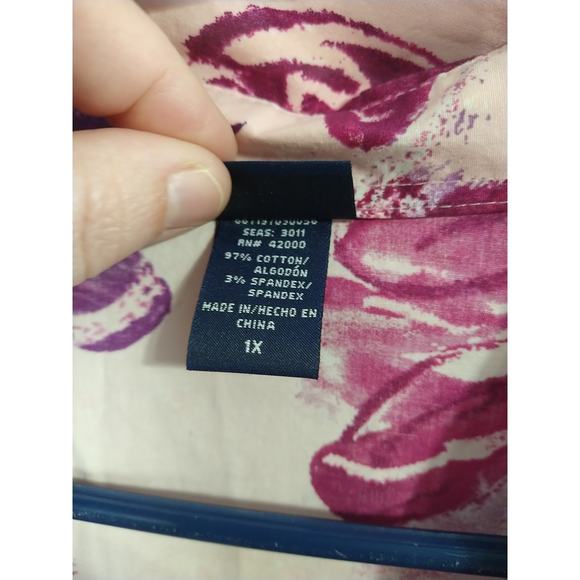 SEAS: 3011
RN# 42000
97% COTTON/
ALGODÓN
3% SPANDEX/
SPANDEX
MADE IN/HECHO EN
CHINA
1X